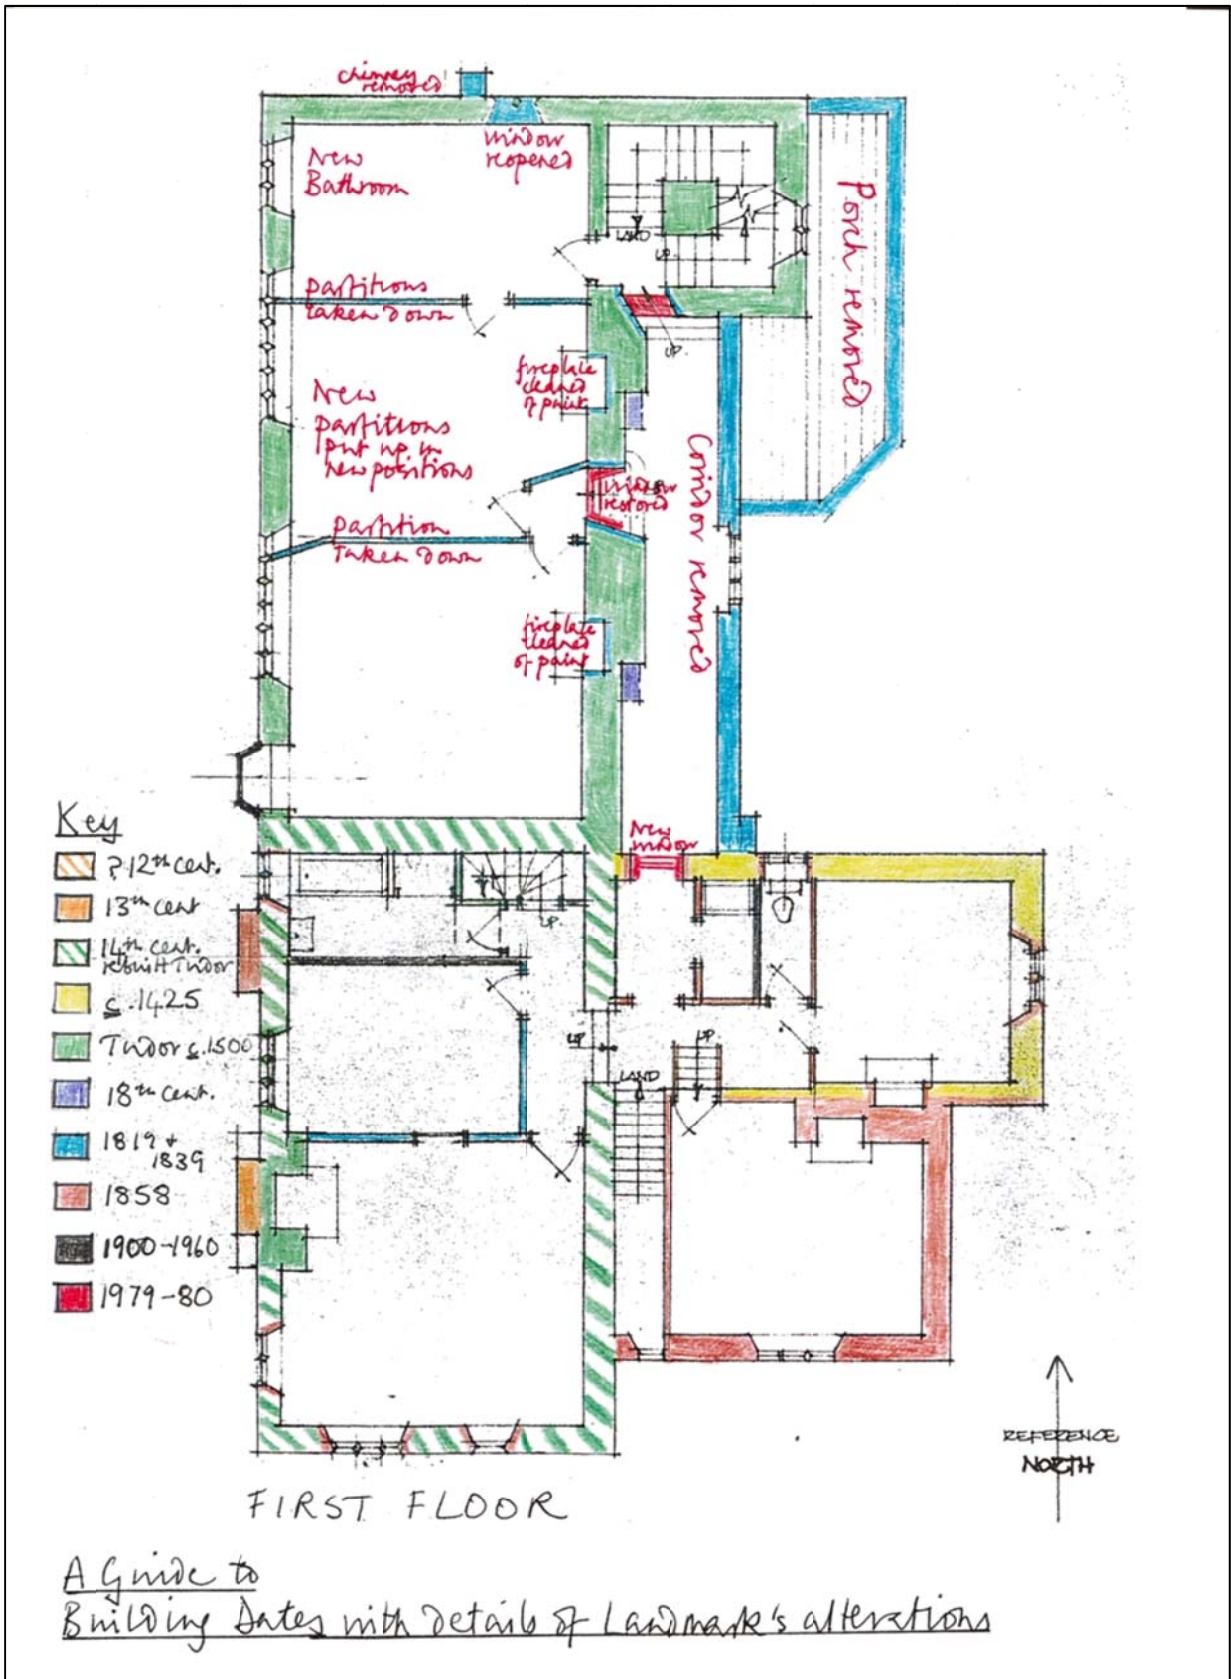 chimney
removed
window
reopened
New
Bathroom
Porch removed
LAND
UP.
partitions
taken down
UP.
fireplace
cleaned
of paint
New
partitions
put up in
new positions
Corridor removed
window
restored
partition
taken down
fireplace
cleaned
of paint
Key
? 12th cent.
13th cent
14th cent.
rebuilt Tudor
c. 1425
Tudor c. 1500
18th cent.
1819 +
1839
1858
1900-1960
1979-80
New
window
UP.
UP
UP.
LAND
REFERENCE
NORTH
FIRST FLOOR
A Guide to
Building Dates with details of Landmark's alterations